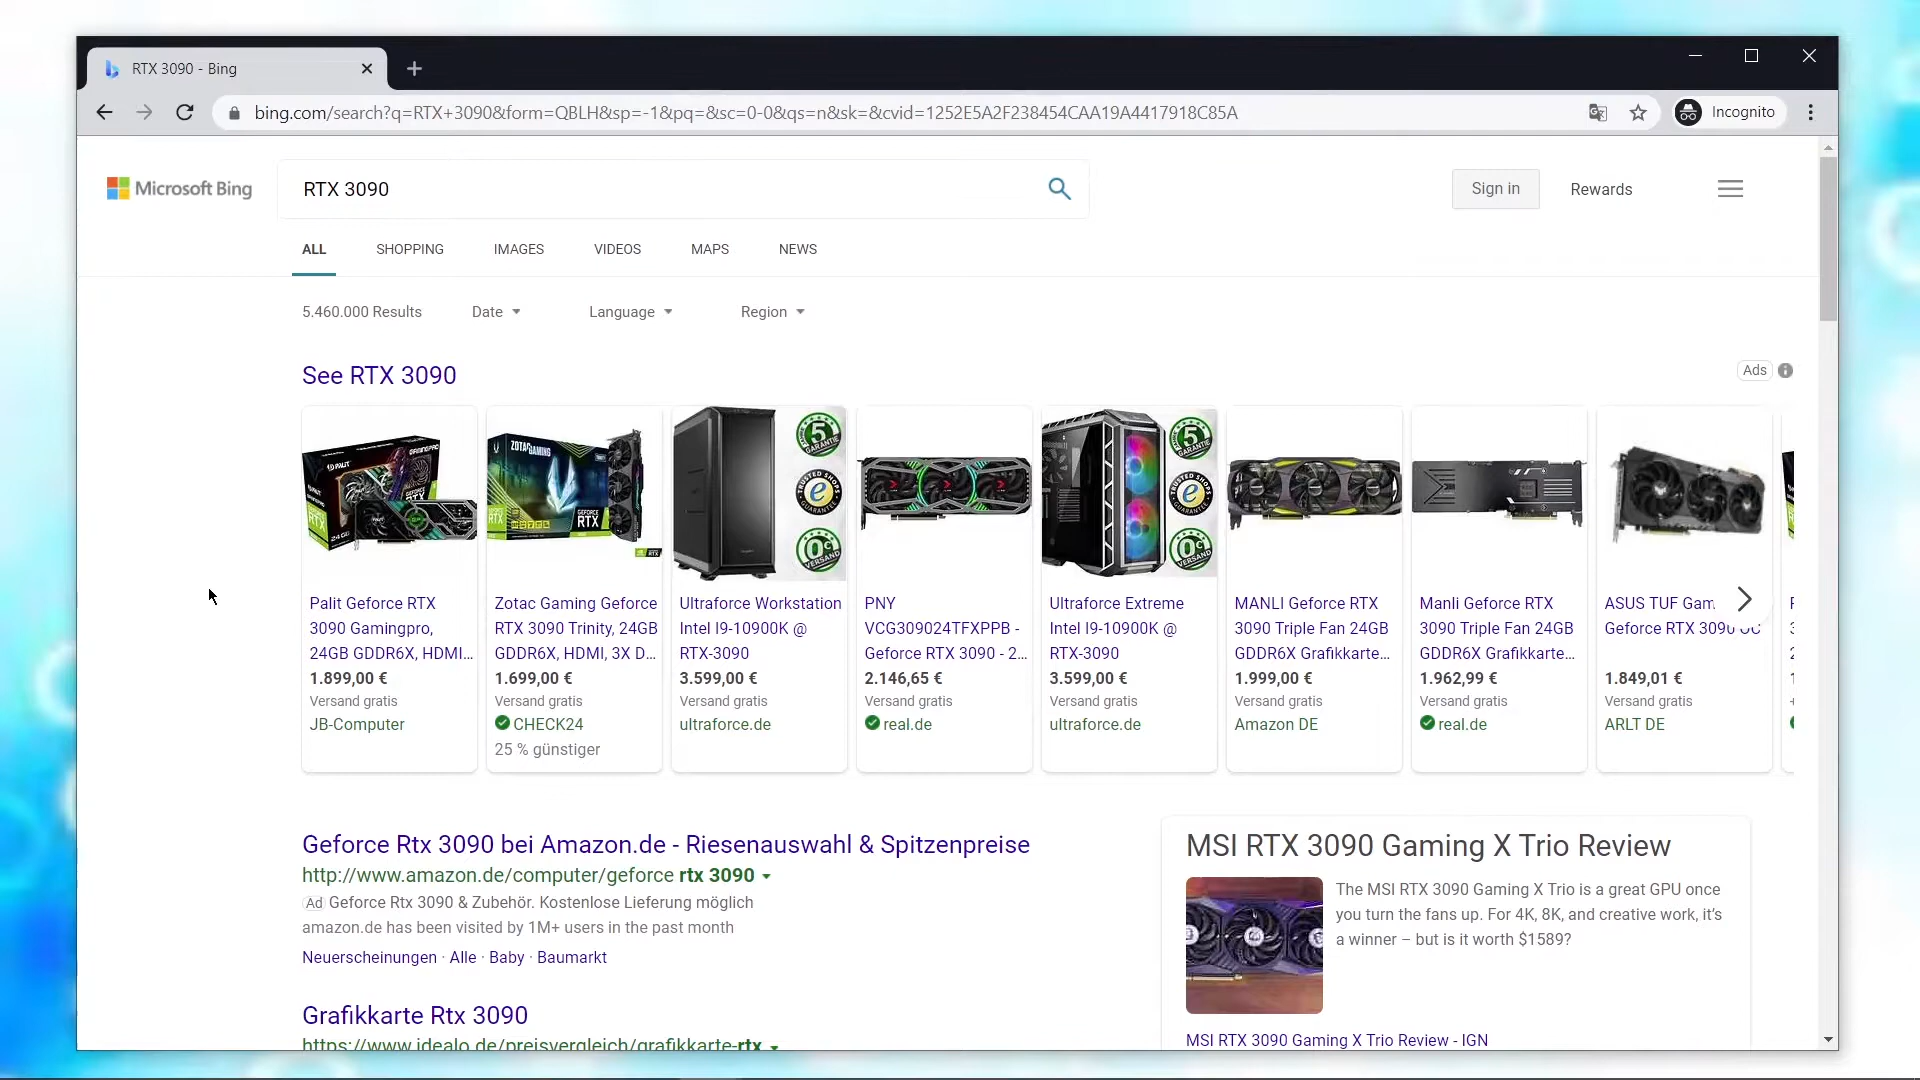 RTX 3090 - Bing
bing.com/search?q=RTX+3090&form=QBLH&sp=-1&pq=&sc=0-0&qs=n&sk=&cvid=1252E5A2F238454CAA19A4417918C85A
Incognito
Microsoft Bing
RTX 3090
Sign in
Rewards
ALL
SHOPPING
IMAGES
VIDEOS
MAPS
NEWS
5.460.000 Results
Date
Language
Region
See RTX 3090
Ads
Palit Geforce RTX
3090 Gamingpro,
24GB GDDR6X, HDMI...
1.899,00 €
Versand gratis
JB-Computer
Zotac Gaming Geforce
RTX 3090 Trinity, 24GB
GDDR6X, HDMI, 3X D...
1.699,00 €
Versand gratis
CHECK24
25 % günstiger
Ultraforce Workstation
Intel I9-10900K @
RTX-3090
3.599,00 €
Versand gratis
ultraforce.de
PNY
VCG309024TFXPPB -
Geforce RTX 3090 - 2...
2.146,65 €
Versand gratis
real.de
Ultraforce Extreme
Intel I9-10900K @
RTX-3090
3.599,00 €
Versand gratis
ultraforce.de
MANLI Geforce RTX
3090 Triple Fan 24GB
GDDR6X Grafikkarte...
1.999,00 €
Versand gratis
Amazon DE
Manli Geforce RTX
3090 Triple Fan 24GB
GDDR6X Grafikkarte...
1.962,99 €
Versand gratis
real.de
ASUS TUF Gam
Geforce RTX 3090 OC
1.849,01 €
Versand gratis
ARLT DE
Geforce Rtx 3090 bei Amazon.de - Riesenauswahl & Spitzenpreise
http://www.amazon.de/computer/geforce rtx 3090
Ad Geforce Rtx 3090 & Zubehör. Kostenlose Lieferung möglich
amazon.de has been visited by 1M+ users in the past month
Neuerscheinungen · Alle · Baby · Baumarkt
Grafikkarte Rtx 3090
https://www.idealo.de/preisvergleich/grafikkarte-rtx
MSI RTX 3090 Gaming X Trio Review
The MSI RTX 3090 Gaming X Trio is a great GPU once
you turn the fans up. For 4K, 8K, and creative work, it's
a winner – but is it worth $1589?
MSI RTX 3090 Gaming X Trio Review - IGN